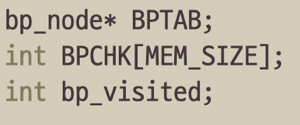 bp_node* BPTAB;
int BPCHK[MEM_SIZE];
int bp_visited;